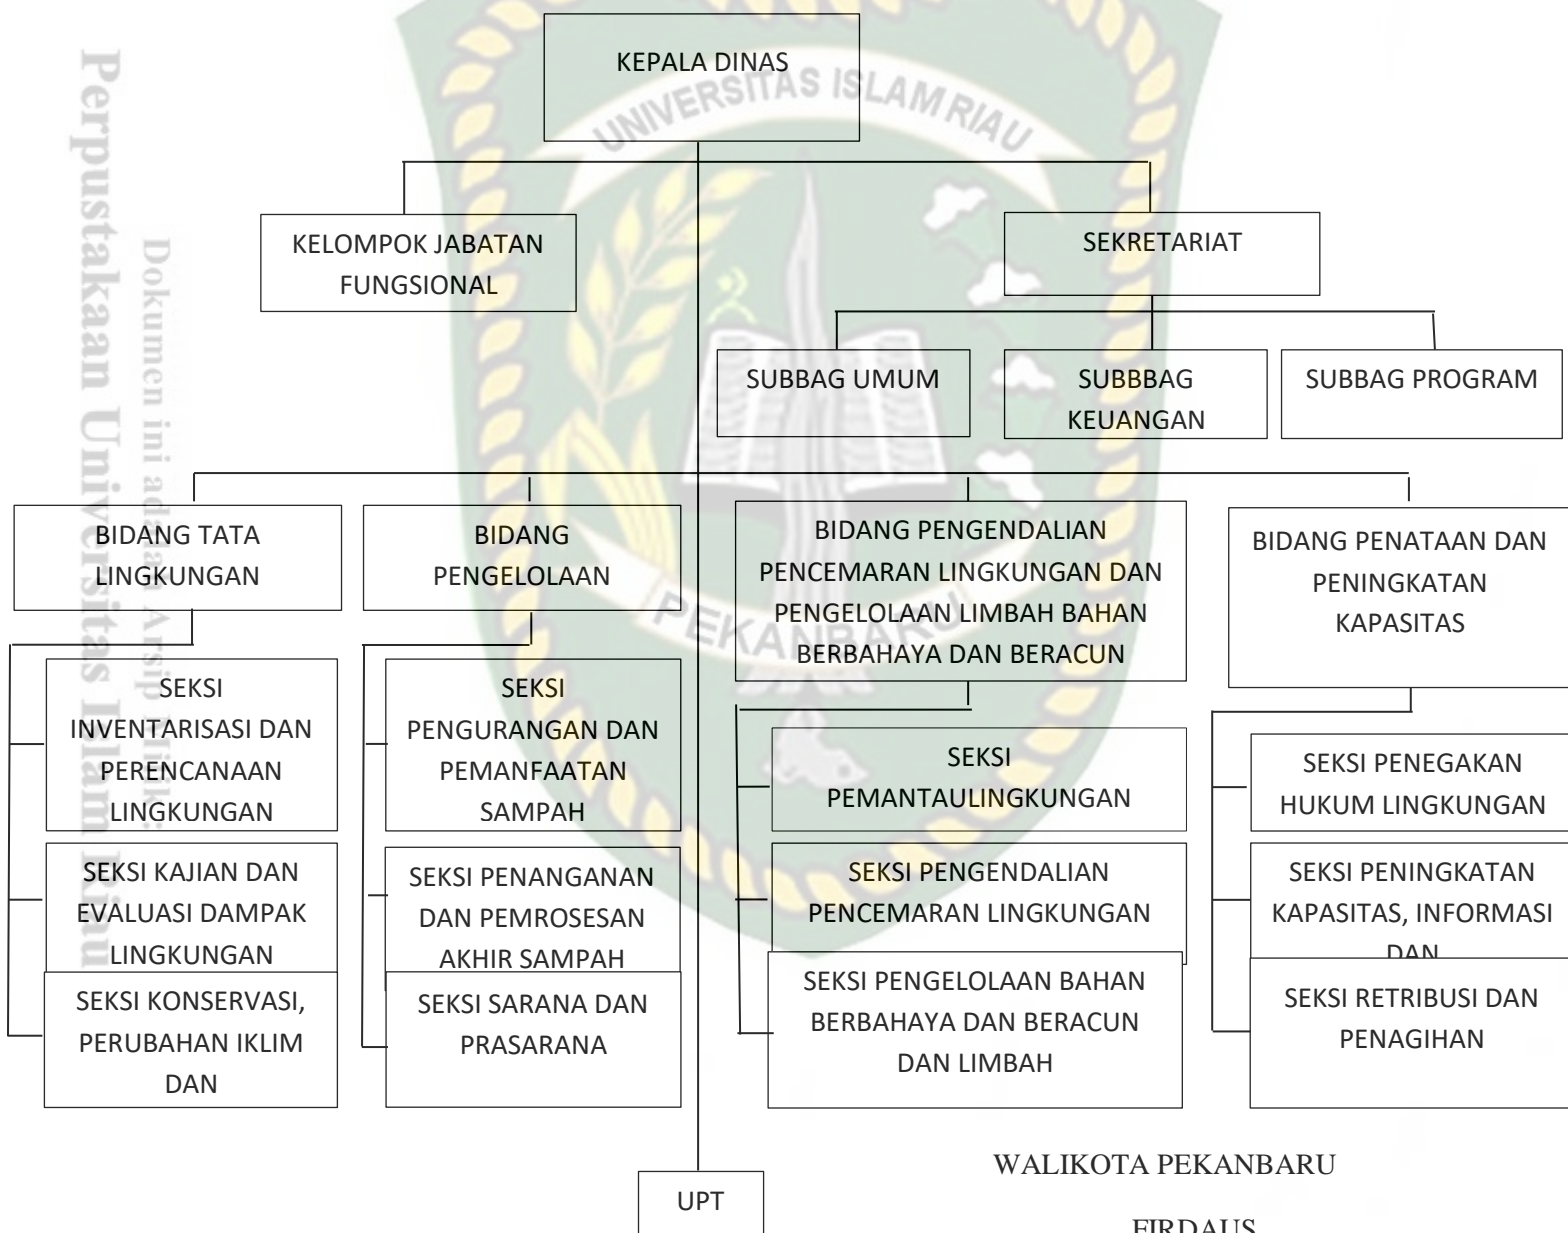 KEPALA DINAS
UNIVERSITAS ISLAM RIAU
KELOMPOK JABATAN
FUNGSIONAL
SEKRETARIAT
SUBBAG UMUM
SUBBBAG
KEUANGAN
SUBBAG PROGRAM
BIDANG TATA
LINGKUNGAN
BIDANG
PENGELOLAAN
BIDANG PENGENDALIAN
PENCEMARAN LINGKUNGAN DAN
PENGELOLAAN LIMBAH BAHAN
BERBAHAYA DAN BERACUN
BIDANG PENATAAN DAN
PENINGKATAN
KAPASITAS
PEKANBARU
SEKSI
INVENTARISASI DAN
PERENCANAAN
LINGKUNGAN
SEKSI KAJIAN DAN
EVALUASI DAMPAK
LINGKUNGAN
SEKSI KONSERVASI,
PERUBAHAN IKLIM
DAN
SEKSI
PENGURANGAN DAN
PEMANFAATAN
SAMPAH
SEKSI PENANGANAN
DAN PEMROSESAN
AKHIR SAMPAH
SEKSI SARANA DAN
PRASARANA
SEKSI
PEMANTAULINGKUNGAN
SEKSI PENGENDALIAN
PENCEMARAN LINGKUNGAN
SEKSI PENGELOLAAN BAHAN
BERBAHAYA DAN BERACUN
DAN LIMBAH
SEKSI PENEGAKAN
HUKUM LINGKUNGAN
SEKSI PENINGKATAN
KAPASITAS, INFORMASI
DAN
SEKSI RETRIBUSI DAN
PENAGIHAN
UPT
WALIKOTA PEKANBARU
FIRDAUS
Dokumen ini adalah Arsip Milik :
Perpustakaan Universitas Islam Riau